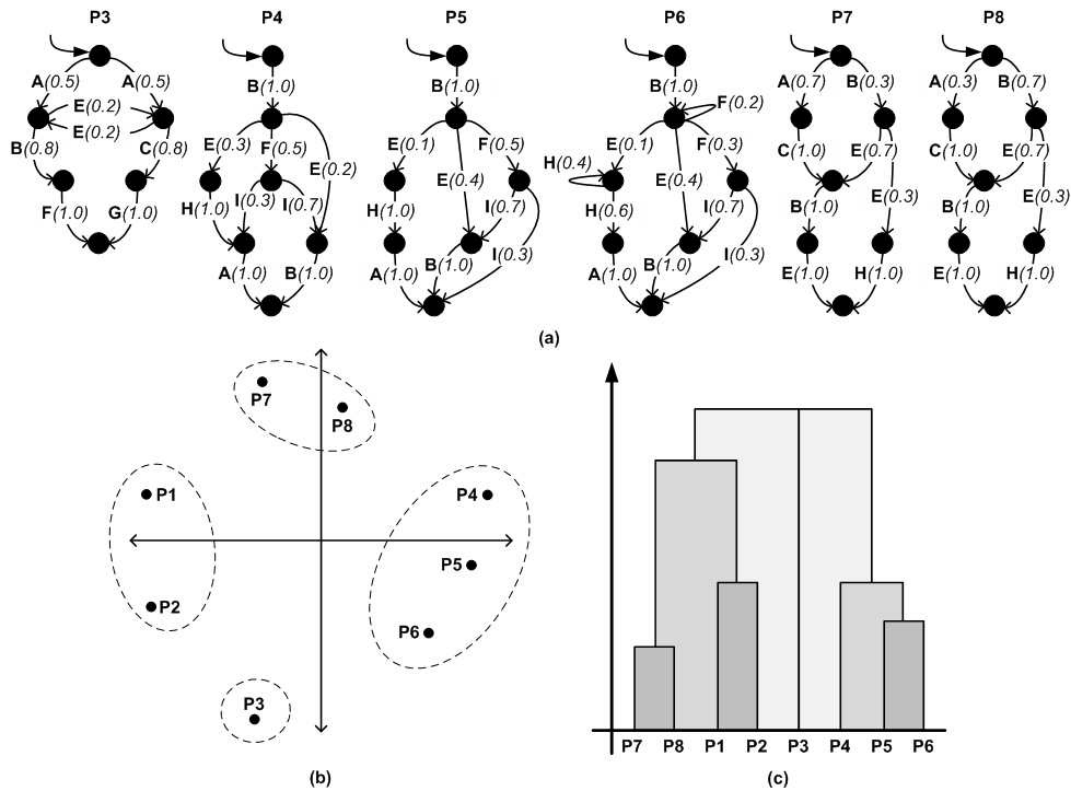 P3 P4 P5 P6 P7 P8
A(0.5) A(0.5) B(1.0) B(1.0) B(1.0) A(0.7) B(0.3) A(0.3) B(0.7)
F(0.2)
E(0.2)
E(0.2)
B(0.8) C(0.8) E(0.3) F(0.5) E(0.2) E(0.1) F(0.5) E(0.1) F(0.3) C(1.0) E(0.7) C(1.0) E(0.7)
H(0.4)
E(0.4) E(0.4)
E(0.3) E(0.3)
F(1.0) G(1.0) H(1.0) I(0.3) I(0.7) H(1.0) I(0.7) H(0.6) I(0.7) B(1.0) B(1.0)
A(1.0) B(1.0) A(1.0) B(1.0) I(0.3) A(1.0) B(1.0) I(0.3) E(1.0) H(1.0) E(1.0) H(1.0)
(a)
P7
P8
P1
P4
P5
P2
P6
P3
(b)
P7 P8 P1 P2 P3 P4 P5 P6
(c)